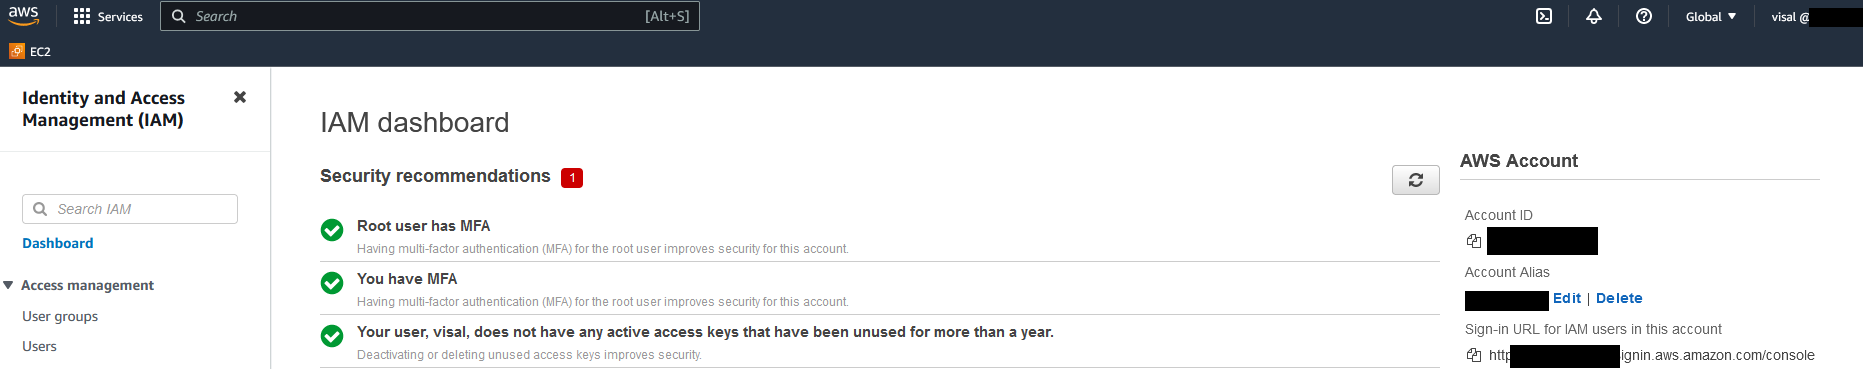 aws
Services
Search
[Alt+S]
Global
visal @
EC2
Identity and Access
Management (IAM)
Search IAM
Dashboard
Access management
User groups
Users
IAM dashboard
Security recommendations 1
Root user has MFA
Having multi-factor authentication (MFA) for the root user improves security for this account.
You have MFA
Having multi-factor authentication (MFA) for the root user improves security for this account.
Your user, visal, does not have any active access keys that have been unused for more than a year.
Deactivating or deleting unused access keys improves security.
AWS Account
Account ID
Account Alias
Edit | Delete
Sign-in URL for IAM users in this account
http ignin.aws.amazon.com/console